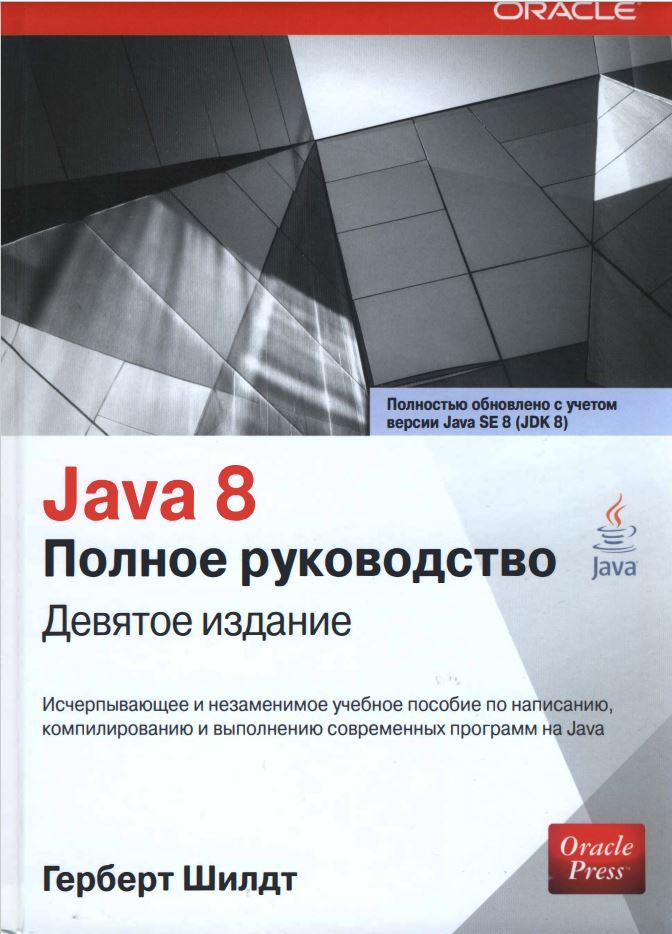 ORACLE
Полностью обновлено с учетом
версии Java SE 8 (JDK 8)
Java 8
Полное руководство
Java
Девятое издание
Исчерпывающее и незаменимое учебное пособие по написанию,
компилированию и выполнению современных программ на Java
Герберт Шилдт
Oracle
Press™